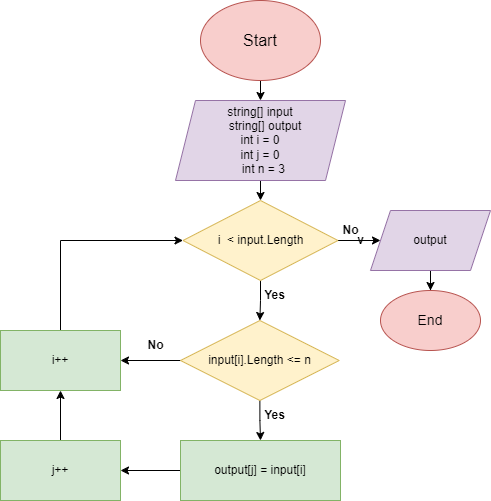 Start
string[] input
string[] output
int i = 0
int j = 0
int n = 3
i < input.Length
No
v
output
End
Yes
input[i].Length <= n
No
i++
Yes
output[j] = input[i]
j++